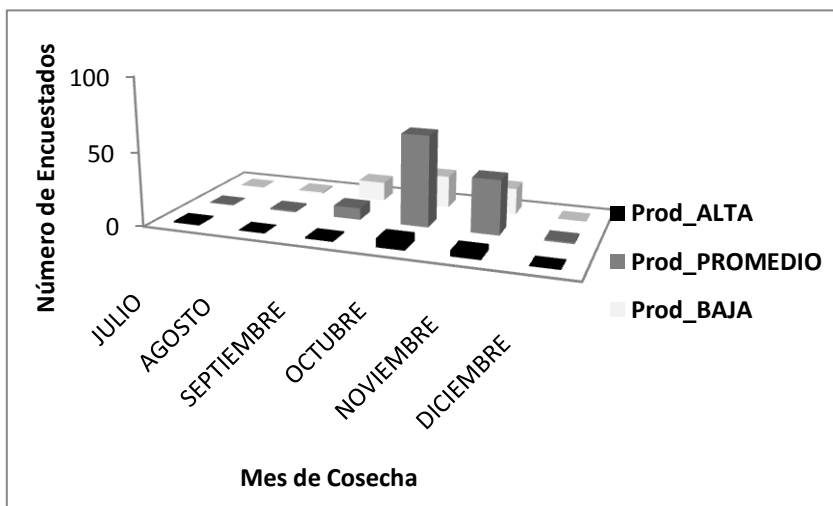 Número de Encuestados
100
50
0
JULIO
AGOSTO
SEPTIEMBRE
OCTUBRE
NOVIEMBRE
DICIEMBRE
Mes de Cosecha
Prod_ALTA
Prod_PROMEDIO
Prod_BAJA